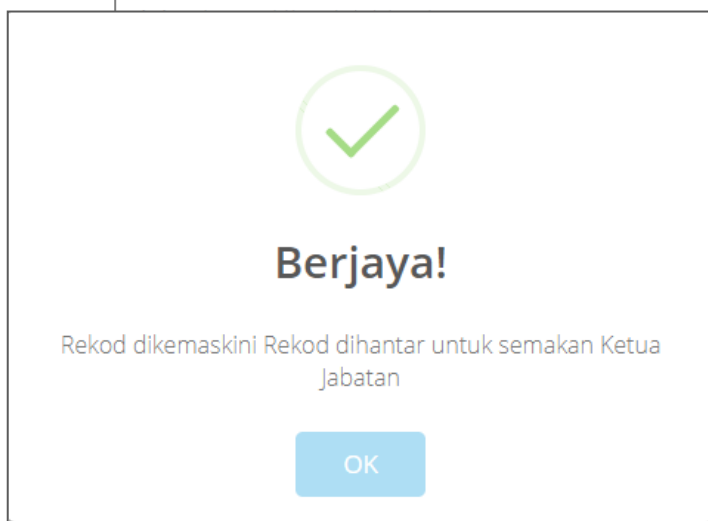 Berjaya!
Rekod dikemaskini Rekod dihantar untuk semakan Ketua
Jabatan
OK